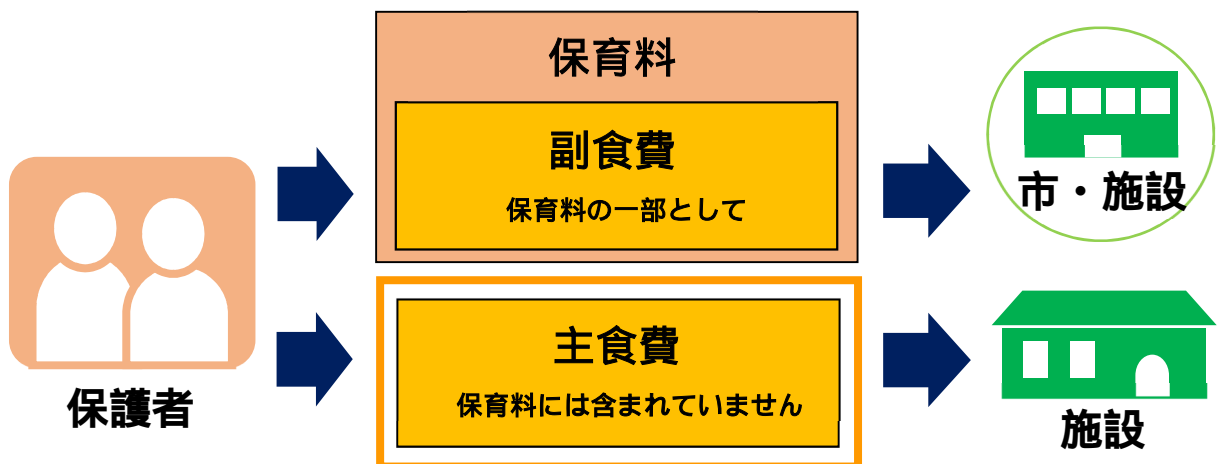 保育料
副食費
保育料の一部として
市・施設
主食費
保育料には含まれていません
保護者
施設